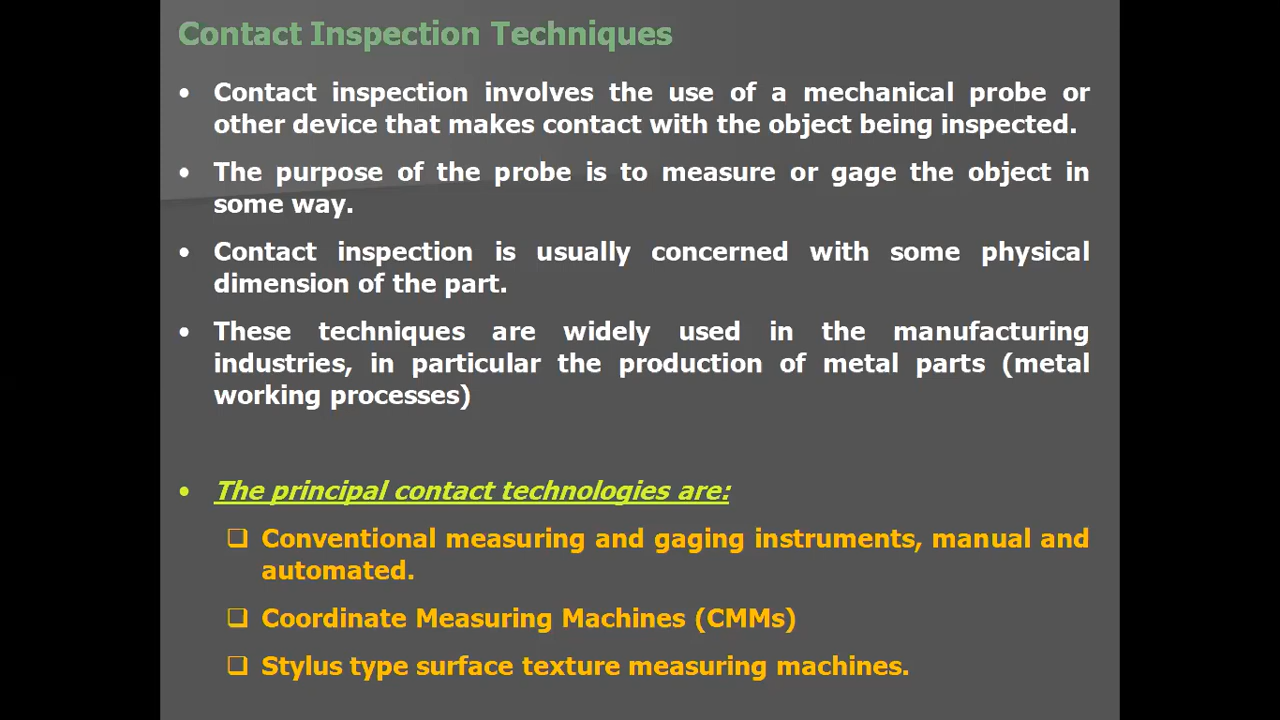 Contact Inspection Techniques
• Contact inspection involves the use of a mechanical probe or
other device that makes contact with the object being inspected.
• The purpose of the probe is to measure or gage the object in
some way.
• Contact inspection is usually concerned with some physical
dimension of the part.
• These techniques are widely used in the manufacturing
industries, in particular the production of metal parts (metal
working processes)
• The principal contact technologies are:
❑ Conventional measuring and gaging instruments, manual and
automated.
❑ Coordinate Measuring Machines (CMMs)
❑ Stylus type surface texture measuring machines.